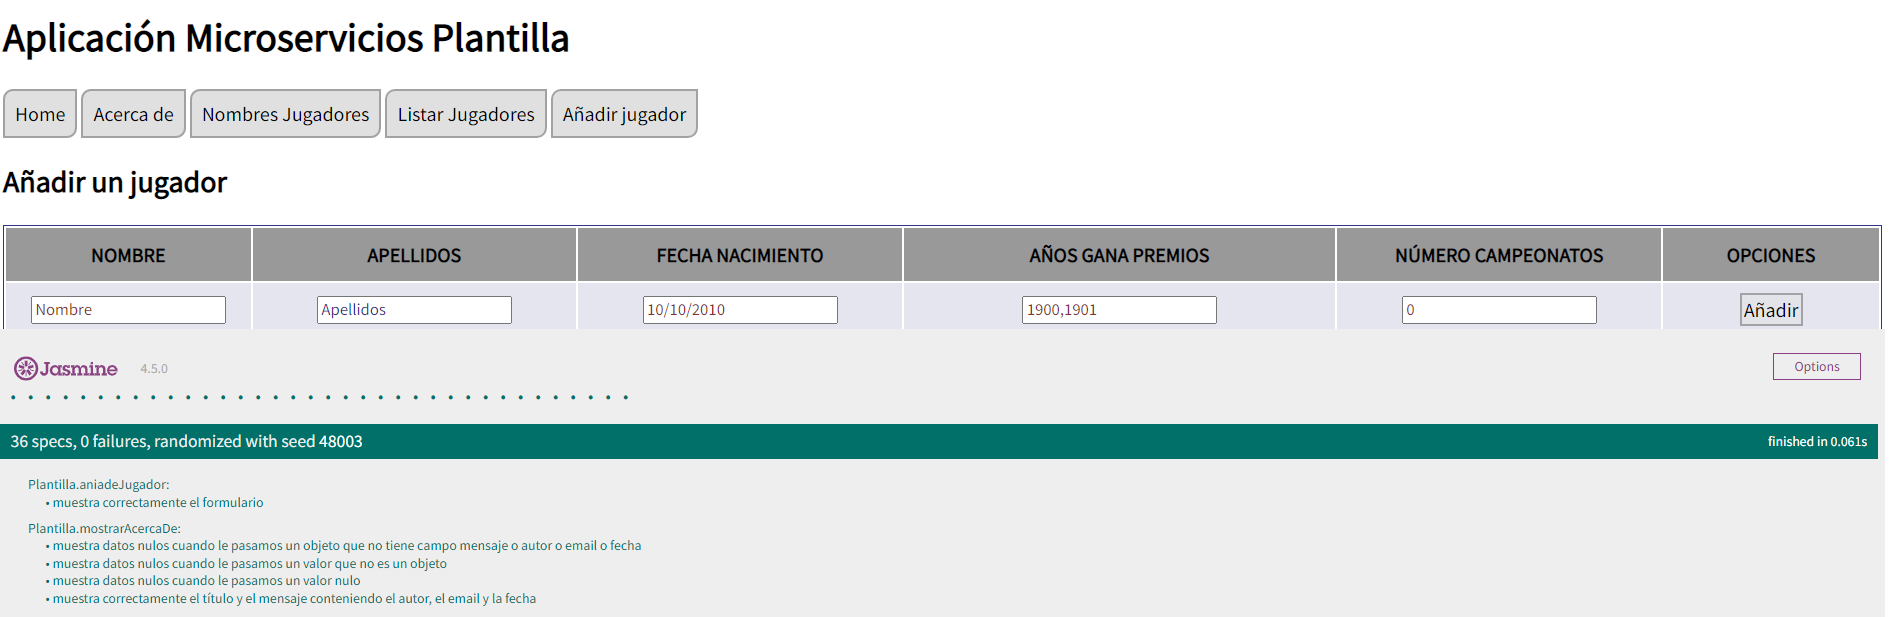 Aplicación Microservicios Plantilla
Home Acerca de Nombres Jugadores Listar Jugadores Añadir jugador
Añadir un jugador
NOMBRE APELLIDOS FECHA NACIMIENTO AÑOS GANA PREMIOS NÚMERO CAMPEONATOS OPCIONES
Nombre Apellidos 10/10/2010 1900,1901 0 Añadir
Jasmine 4.5.0 Options
36 specs, 0 failures, randomized with seed 48003 finished in 0.061s
Plantilla.aniadeJugador:
• muestra correctamente el formulario
Plantilla.mostrarAcercaDe:
• muestra datos nulos cuando le pasamos un objeto que no tiene campo mensaje o autor o email o fecha
• muestra datos nulos cuando le pasamos un valor que no es un objeto
• muestra datos nulos cuando le pasamos un valor nulo
• muestra correctamente el título y el mensaje conteniendo el autor, el email y la fecha